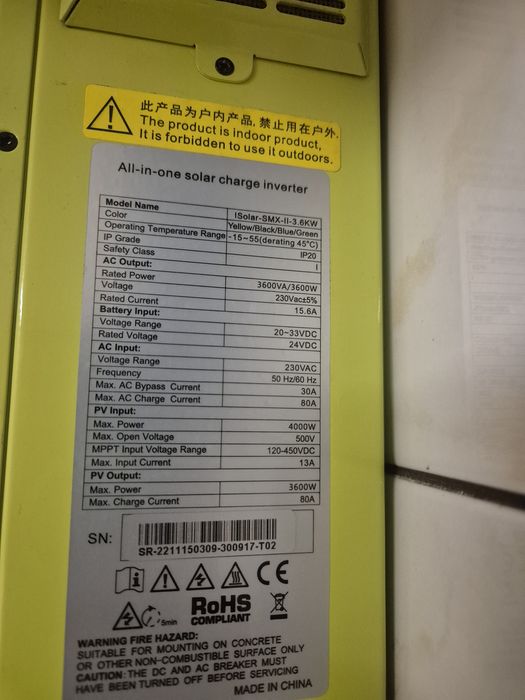 此产品为户内产品,禁止用在户外.
The product is indoor product,
It is forbidden to use it outdoors.
All-in-one solar charge inverter
Model Name ISolar-SMX-II-3.6KW
Color Yellow/Black/Blue/Green
Operating Temperature Range -15~55(derating 45°C)
IP Grade IP20
Safety Class I
AC Output:
Rated Power 3600VA/3600W
Voltage 230Vac±5%
Rated Current 15.6A
Battery Input:
Voltage Range 20~33VDC
Rated Voltage 24VDC
AC Input:
Voltage Range 230VAC
Frequency 50 Hz/60 Hz
Max. AC Bypass Current 30A
Max. AC Charge Current 80A
PV Input:
Max. Power 4000W
Max. Open Voltage 500V
MPPT Input Voltage Range 120-450VDC
Max. Input Current 13A
PV Output:
Max. Power 3600W
Max. Charge Current 80A
SN:
SR-2211150309-300917-T02
CE
5min
RoHS
COMPLIANT
WARNING FIRE HAZARD:
SUITABLE FOR MOUNTING ON CONCRETE
OR OTHER NON-COMBUSTIBLE SURFACE ONLY
CAUTION: THE DC AND AC BREAKER MUST
HAVE BEEN TURNED OFF BEFORE SERVICING
MADE IN CHINA